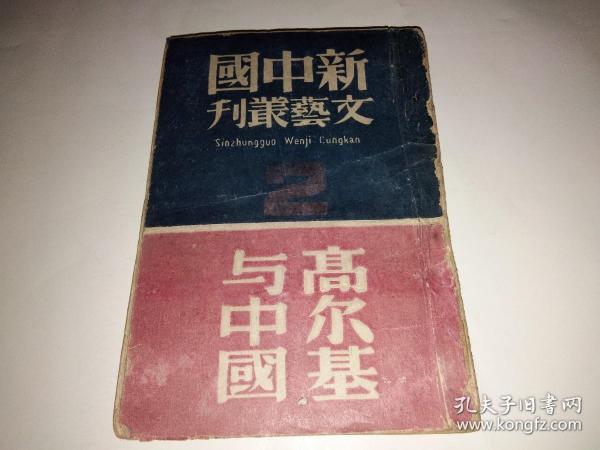 新中國
文藝叢刊
Sinzhungguo Wenji Cungkan
2
高尔基
与中國
孔夫子旧書网
www.kongfz.com